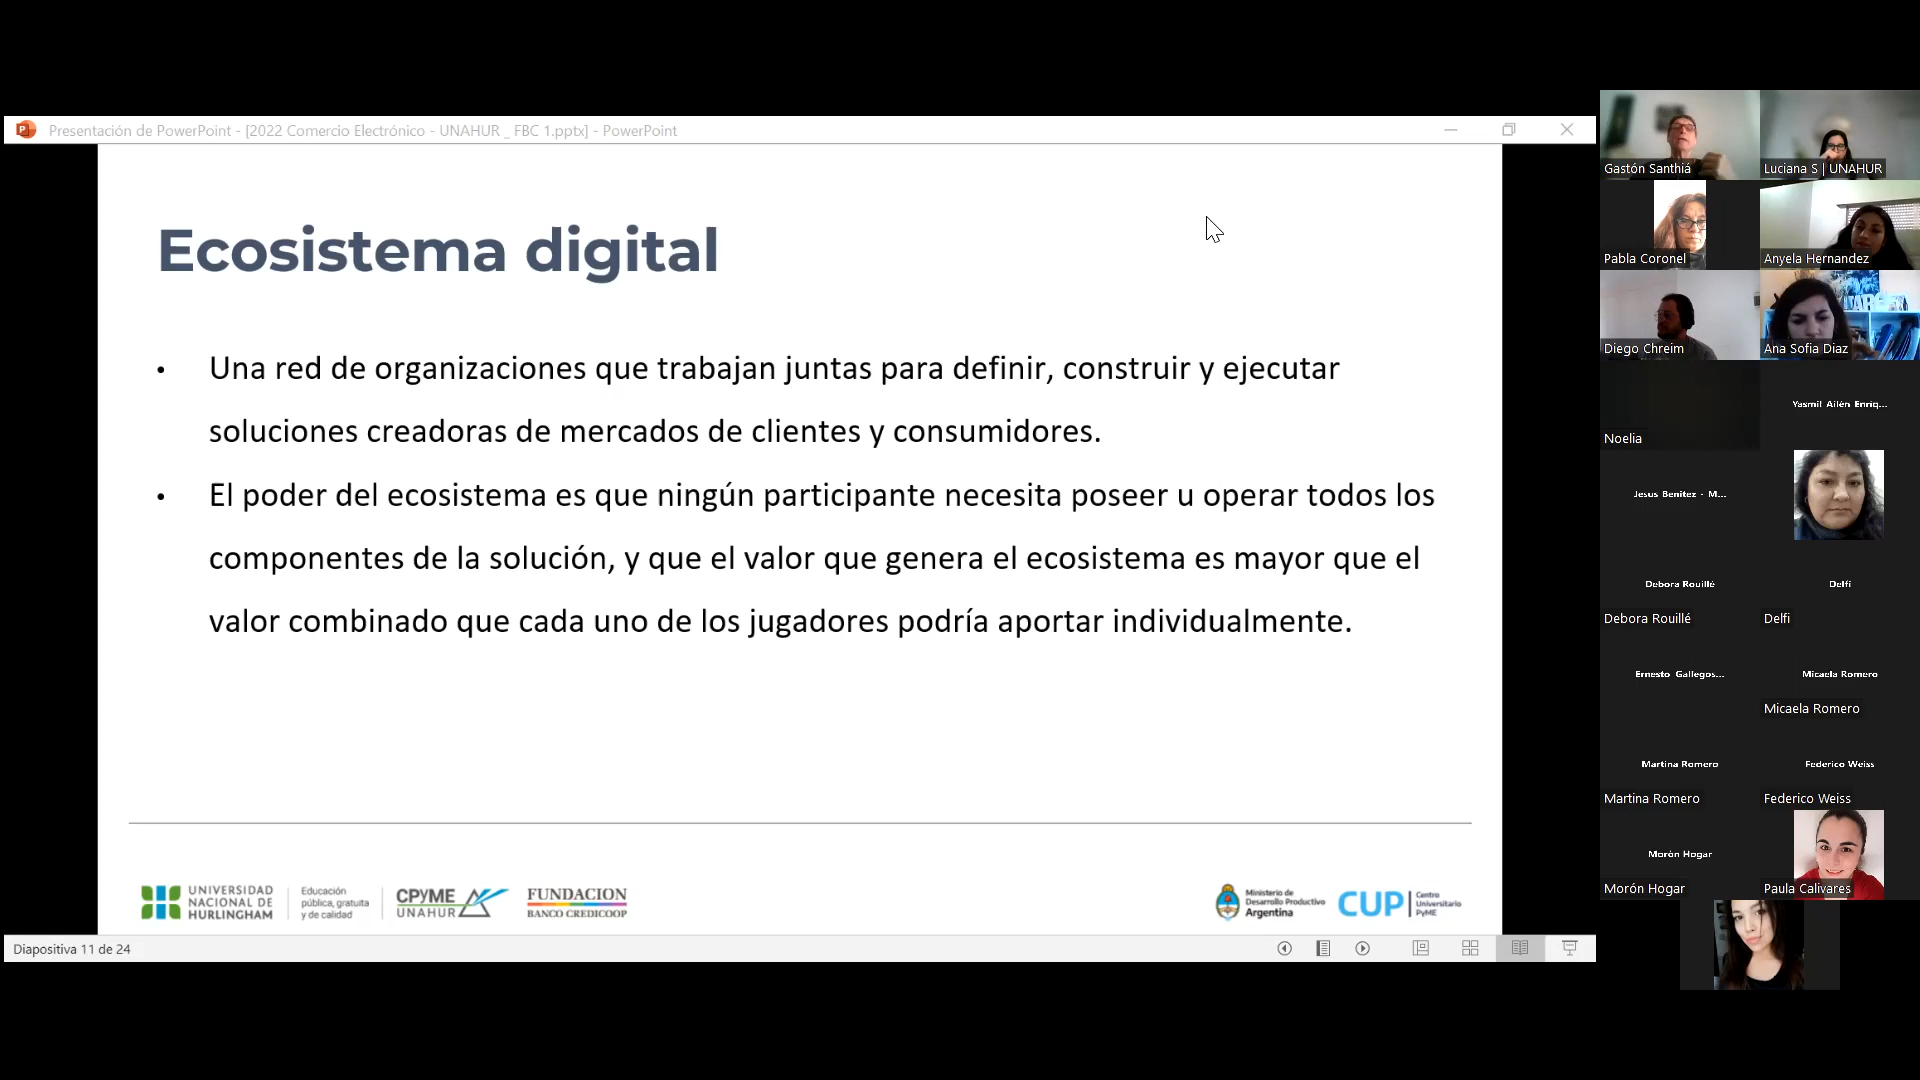 Presentación de PowerPoint - [2022 Comercio Electrónico - UNAHUR _ FBC 1.pptx] - PowerPoint
Ecosistema digital
• Una red de organizaciones que trabajan juntas para definir, construir y ejecutar
soluciones creadoras de mercados de clientes y consumidores.
• El poder del ecosistema es que ningún participante necesita poseer u operar todos los
componentes de la solución, y que el valor que genera el ecosistema es mayor que el
valor combinado que cada uno de los jugadores podría aportar individualmente.
UNIVERSIDAD
NACIONAL DE
HURLINGHAM
Educación
pública, gratuita
y de calidad
CPYME
UNAHUR
FUNDACION
BANCO CREDICOOP
Ministerio de
Desarrollo Productivo
Argentina
CUP
Centro
Universitario
PyME
Diapositiva 11 de 24
Gastón Santhiá
Luciana S | UNAHUR
Pabla Coronel
Anyela Hernandez
Diego Chreim
Ana Sofia Diaz
Noelia
Yasmil Ailén Enriq...
Jesus Benitez - M...
Debora Rouillé
Debora Rouillé
Delfi
Delfi
Ernesto Gallegos...
Micaela Romero
Micaela Romero
Martina Romero
Martina Romero
Federico Weiss
Federico Weiss
Morón Hogar
Morón Hogar
Paula Calivares